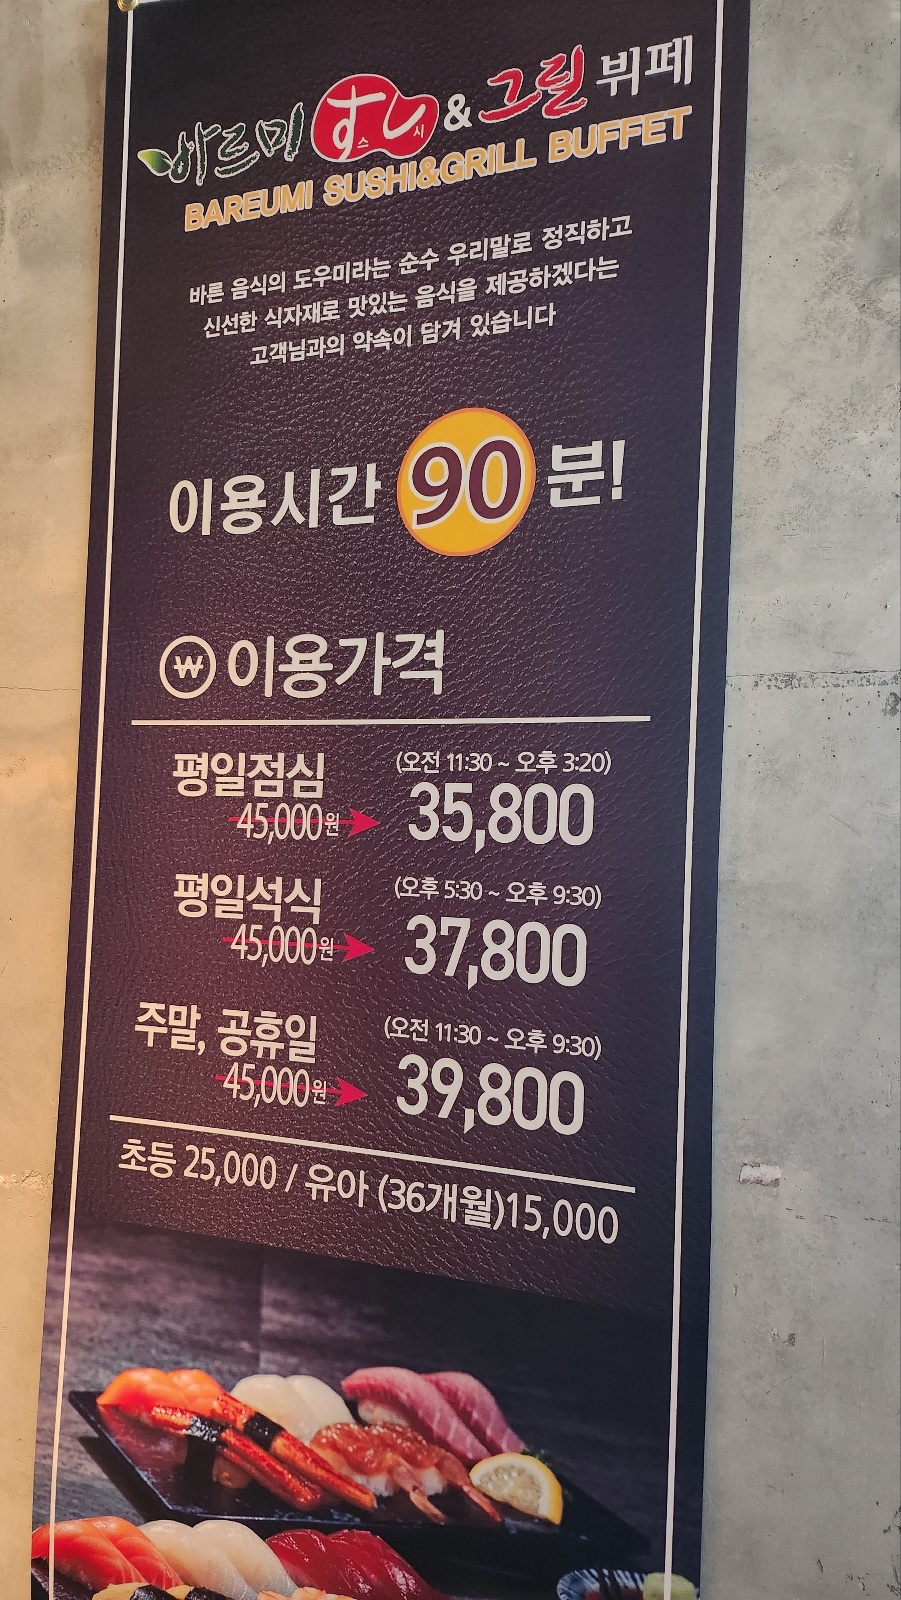 바르미 すし 스시 & 그릴 뷔페
BAREUMI SUSHI&GRILL BUFFET
바른 음식의 도우미라는 순수 우리말로 정직하고
신선한 식자재로 맛있는 음식을 제공하겠다는
고객님과의 약속이 담겨 있습니다
이용시간 90 분!
₩ 이용가격
평일점심 (오전 11:30 ~ 오후 3:20)
45,000원 35,800
평일석식 (오후 5:30 ~ 오후 9:30)
45,000원 37,800
주말, 공휴일 (오전 11:30 ~ 오후 9:30)
45,000원 39,800
초등 25,000 / 유아 (36개월)15,000